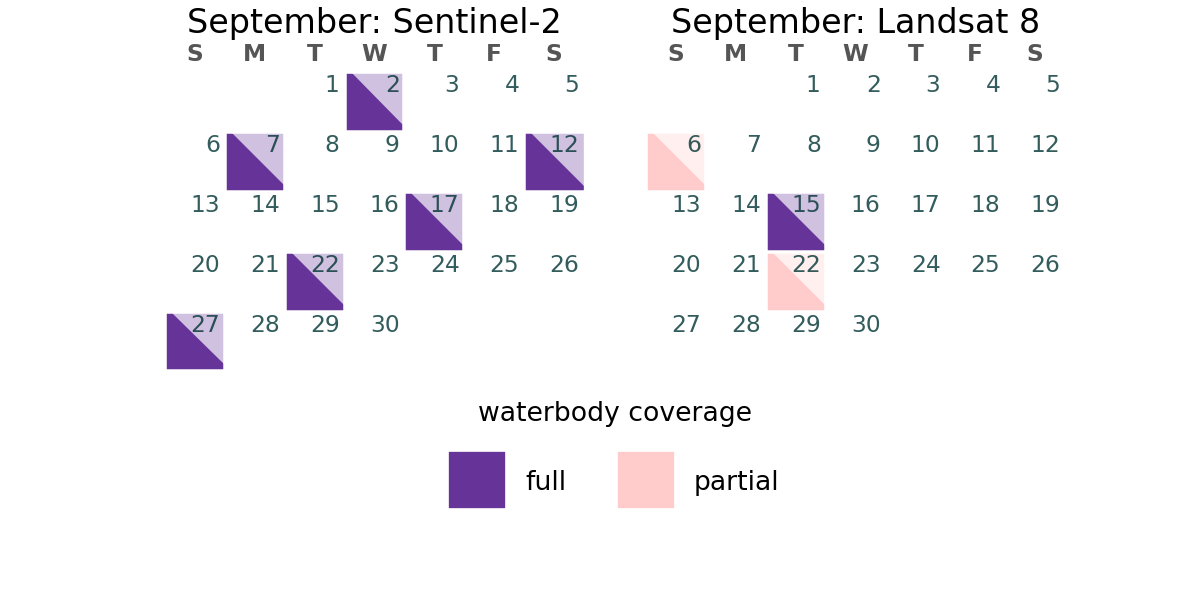 September: Sentinel-2
S M T W T F S
1 2 3 4 5
6 7 8 9 10 11 12
13 14 15 16 17 18 19
20 21 22 23 24 25 26
27 28 29 30
September: Landsat 8
S M T W T F S
1 2 3 4 5
6 7 8 9 10 11 12
13 14 15 16 17 18 19
20 21 22 23 24 25 26
27 28 29 30
waterbody coverage
full partial